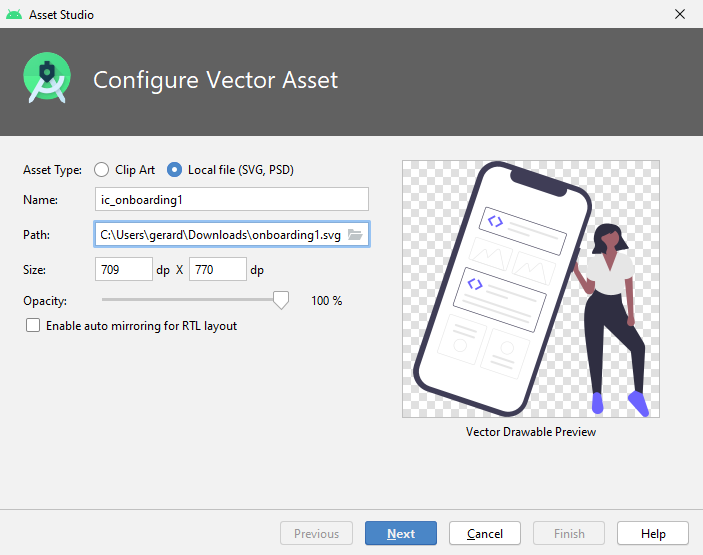 Asset Studio
Configure Vector Asset
Asset Type: Clip Art Local file (SVG, PSD)
Name: ic_onboarding1
Path: C:\Users\gerard\Downloads\onboarding1.svg
Size: 709 dp X 770 dp
Opacity: 100 %
Enable auto mirroring for RTL layout
Vector Drawable Preview
Previous Next Cancel Finish Help